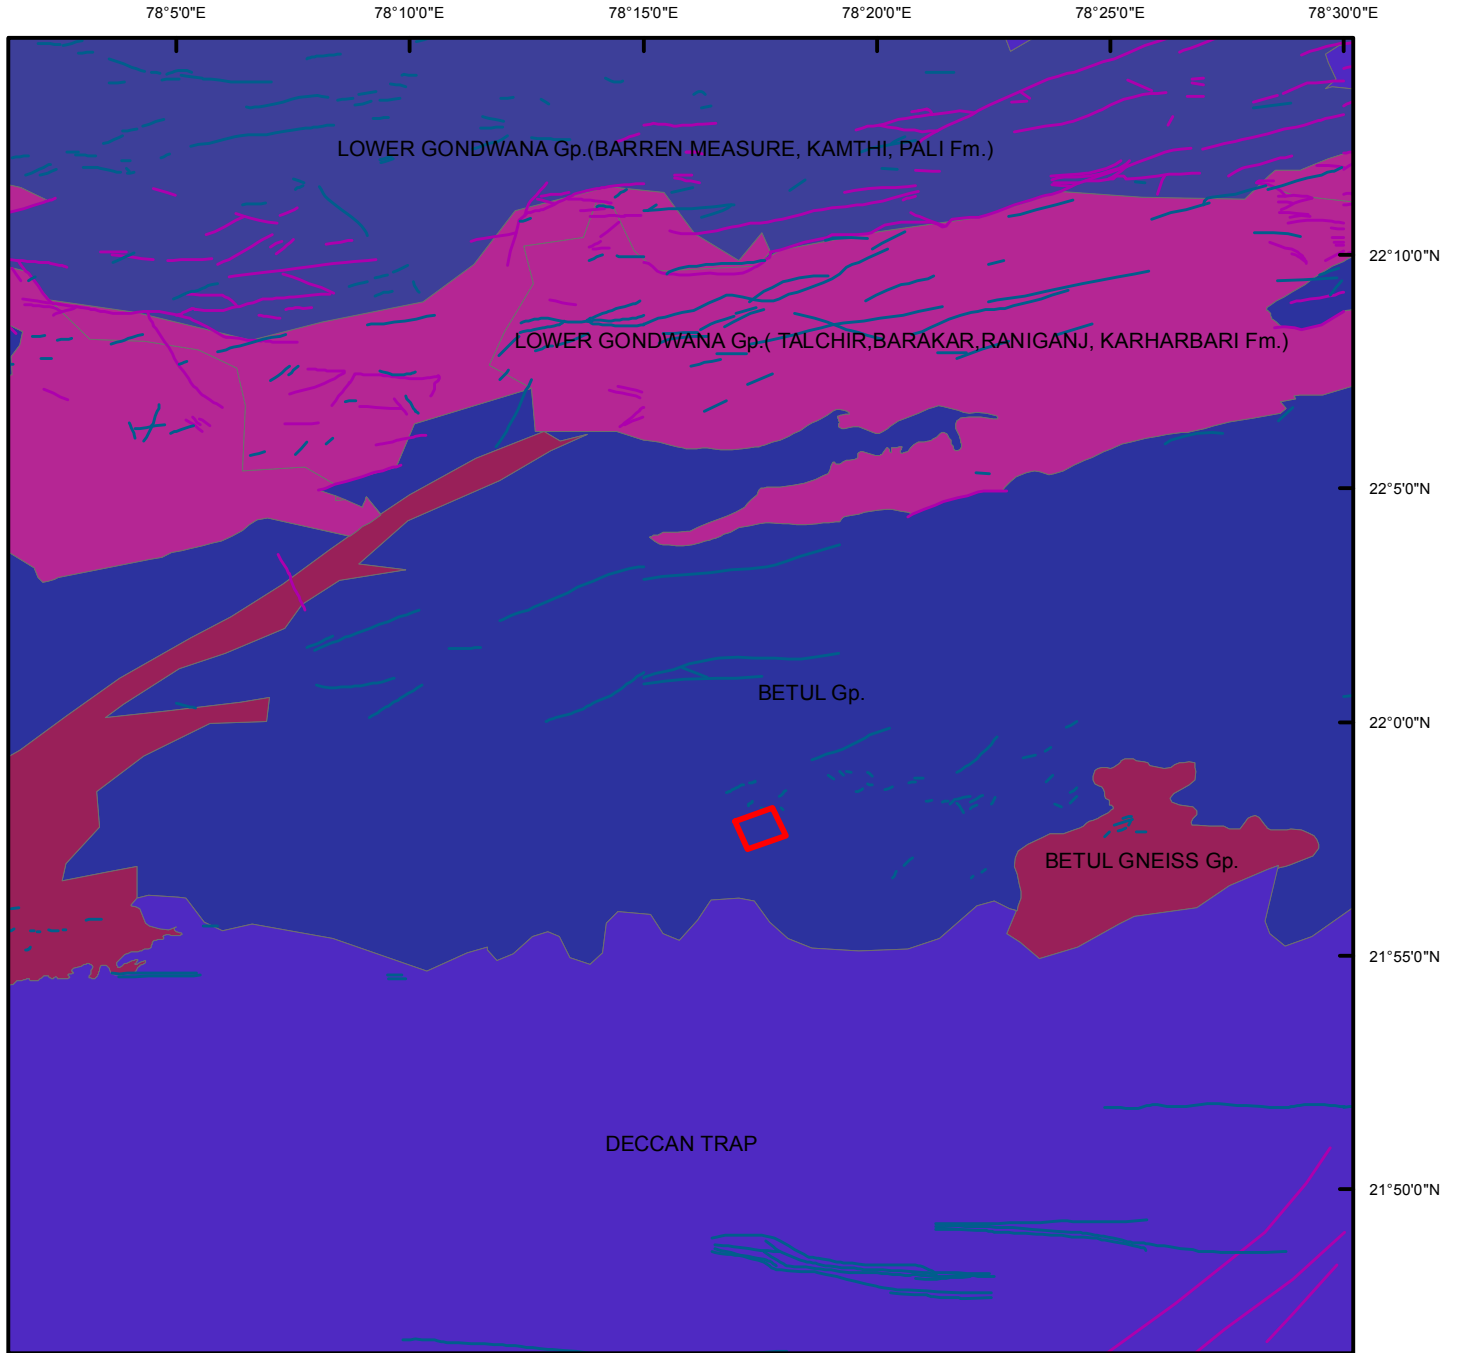 78°5'0"E 78°10'0"E 78°15'0"E 78°20'0"E 78°25'0"E 78°30'0"E
LOWER GONDWANA Gp.(BARREN MEASURE, KAMTHI, PALI Fm.)
22°10'0"N
LOWER GONDWANA Gp.( TALCHIR,BARAKAR,RANIGANJ, KARHARBARI Fm.)
22°5'0"N
BETUL Gp.
22°0'0"N
BETUL GNEISS Gp.
21°55'0"N
DECCAN TRAP
21°50'0"N